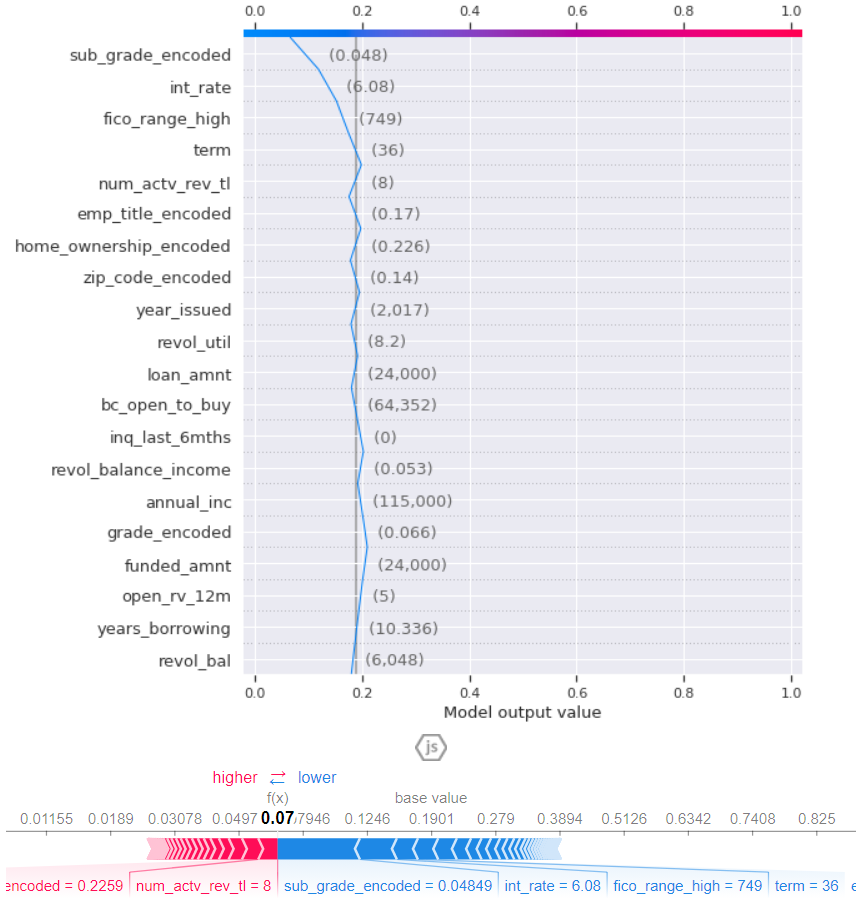 0.0 0.2 0.4 0.6 0.8 1.0
sub_grade_encoded (0.048)
int_rate (6.08)
fico_range_high (749)
term (36)
num_actv_rev_tl (8)
emp_title_encoded (0.17)
home_ownership_encoded (0.226)
zip_code_encoded (0.14)
year_issued (2,017)
revol_util (8.2)
loan_amnt (24,000)
bc_open_to_buy (64,352)
inq_last_6mths (0)
revol_balance_income (0.053)
annual_inc (115,000)
grade_encoded (0.066)
funded_amnt (24,000)
open_rv_12m (5)
years_borrowing (10.336)
revol_bal (6,048)
0.0 0.2 0.4 0.6 0.8 1.0
Model output value
js
higher ⇄ lower
f(x) base value
0.01155 0.0189 0.03078 0.0497 0.07 7946 0.1246 0.1901 0.279 0.3894 0.5126 0.6342 0.7408 0.825
encoded = 0.2259 num_actv_rev_tl = 8 sub_grade_encoded = 0.04849 int_rate = 6.08 fico_range_high = 749 term = 36 e